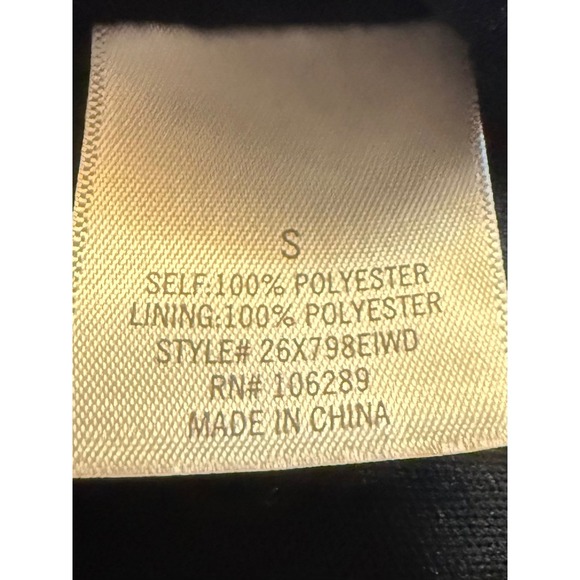 S
SELF:100% POLYESTER
LINING:100% POLYESTER
STYLE# 26X798EIWD
RN# 106289
MADE IN CHINA